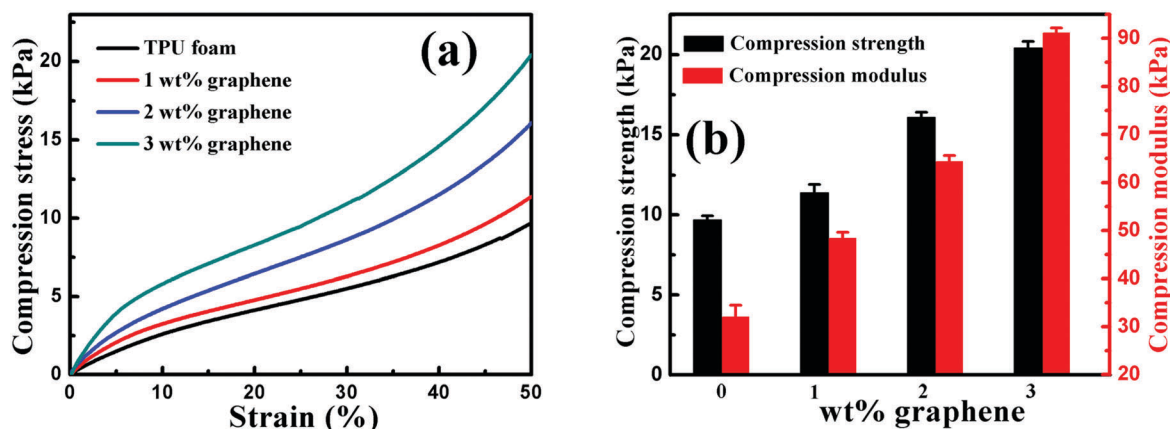 Compression stress (kPa)
20
15
10
5
0
TPU foam
1 wt% graphene
2 wt% graphene
3 wt% graphene
(a)
0 10 20 30 40 50
Strain (%)
Compression strength (kPa)
20
15
10
5
0
Compression strength
Compression modulus
(b)
0 1 2 3
wt% graphene
90
80
70
60
50
40
30
20
Compression modulus (kPa)